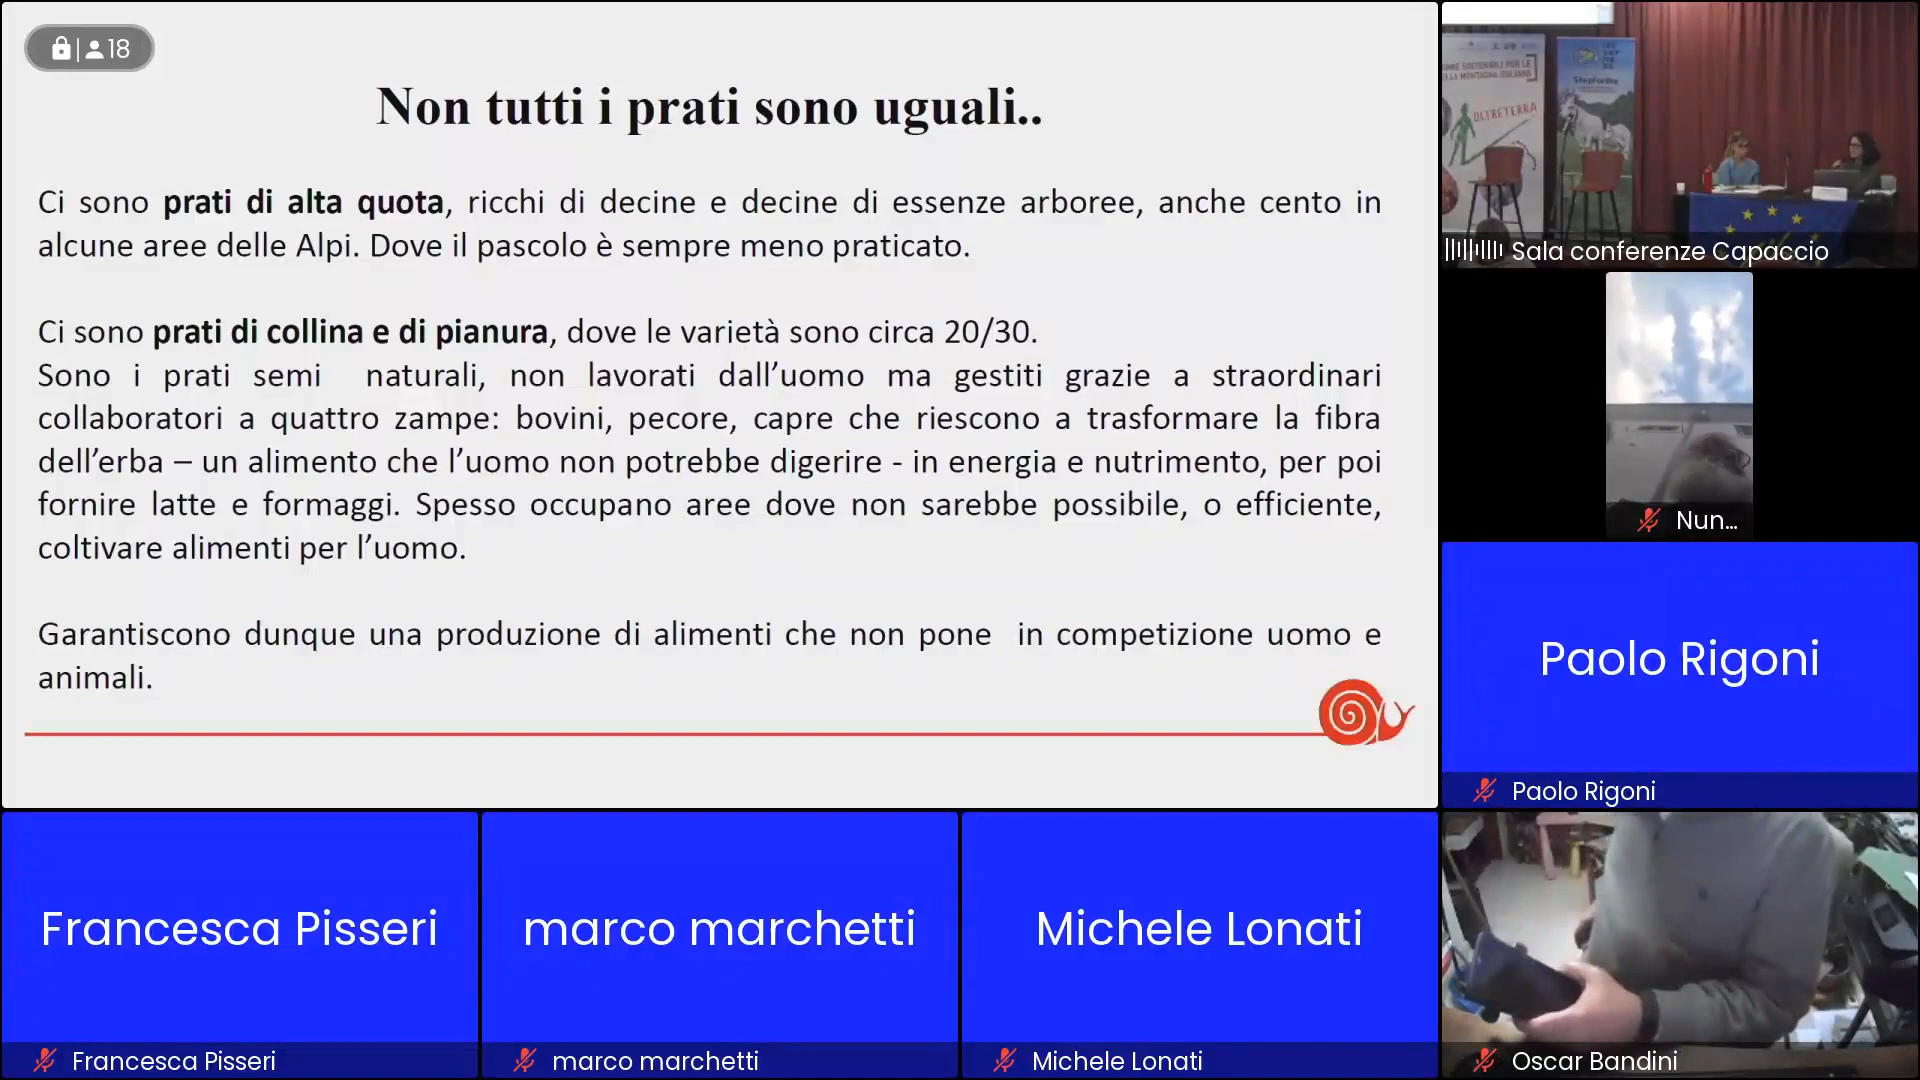 18
Non tutti i prati sono uguali..
Ci sono prati di alta quota, ricchi di decine e decine di essenze arboree, anche cento in
alcune aree delle Alpi. Dove il pascolo è sempre meno praticato.
Ci sono prati di collina e di pianura, dove le varietà sono circa 20/30.
Sono i prati semi naturali, non lavorati dall’uomo ma gestiti grazie a straordinari
collaboratori a quattro zampe: bovini, pecore, capre che riescono a trasformare la fibra
dell’erba – un alimento che l’uomo non potrebbe digerire - in energia e nutrimento, per poi
fornire latte e formaggi. Spesso occupano aree dove non sarebbe possibile, o efficiente,
coltivare alimenti per l’uomo.
Garantiscono dunque una produzione di alimenti che non pone in competizione uomo e
animali.
OLTRETERRA
Sala conferenze Capaccio
Nun…
Paolo Rigoni
Paolo Rigoni
Francesca Pisseri
Francesca Pisseri
marco marchetti
marco marchetti
Michele Lonati
Michele Lonati
Oscar Bandini